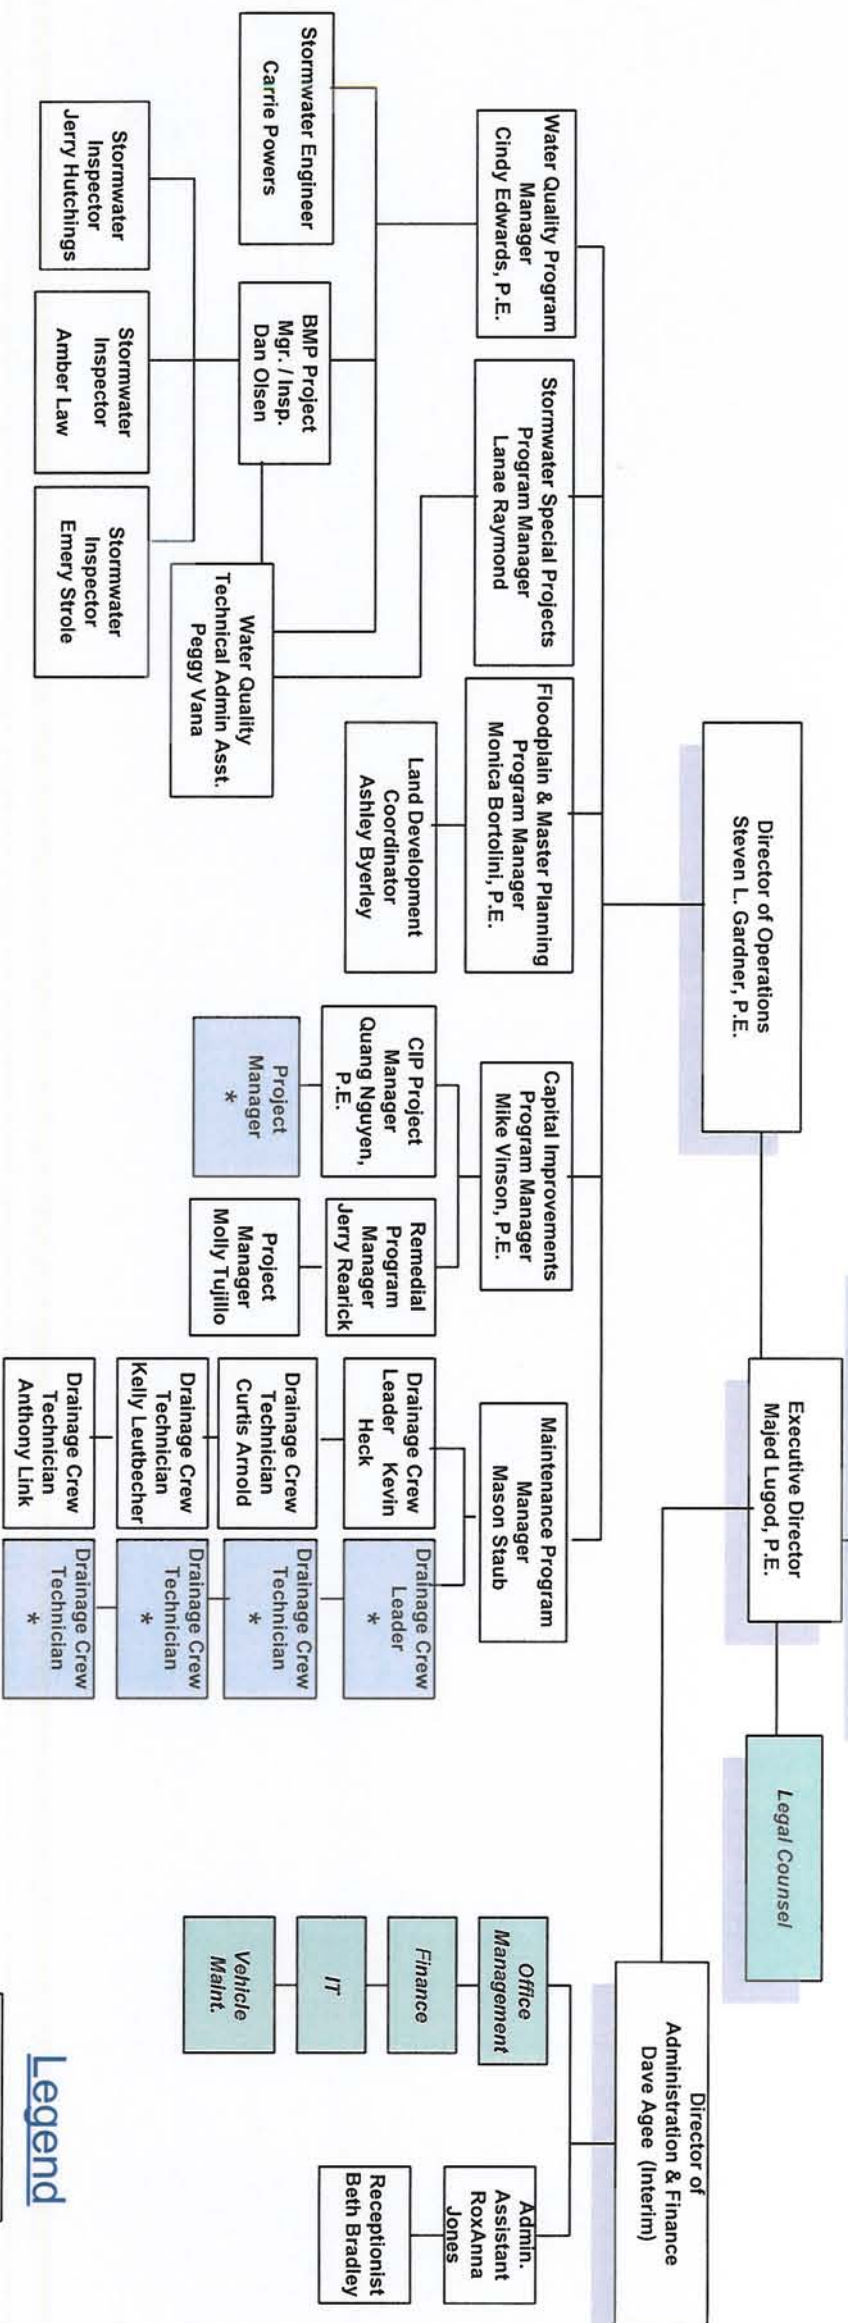 Executive Director
Majed Lugod, P.E.
Legal Counsel
Director of Operations
Steven L. Gardner, P.E.
Director of
Administration & Finance
Dave Agee (Interim)
Water Quality Program
Manager
Cindy Edwards, P.E.
Stormwater Special Projects
Program Manager
Lanae Raymond
Floodplain & Master Planning
Program Manager
Monica Bortolini, P.E.
Capital Improvements
Program Manager
Mike Vinson, P.E.
Maintenance Program
Manager
Mason Staub
Office
Management
Admin.
Assistant
RoxAnna
Jones
Stormwater Engineer
Carrie Powers
BMP Project
Mgr. / Insp.
Dan Olsen
Water Quality
Technical Admin Asst.
Peggy Vana
Land Development
Coordinator
Ashley Byerley
CIP Project
Manager
Quang Nguyen,
P.E.
Remedial
Program
Manager
Jerry Rearick
Drainage Crew
Leader Kevin
Heck
Drainage Crew
Leader
*
Finance
Receptionist
Beth Bradley
Project
Manager
*
Project
Manager
Molly Tujillo
Drainage Crew
Technician
Curtis Arnold
Drainage Crew
Technician
*
IT
Stormwater
Inspector
Jerry Hutchings
Stormwater
Inspector
Amber Law
Stormwater
Inspector
Emery Strole
Drainage Crew
Technician
Kelly Leutbecher
Drainage Crew
Technician
*
Vehicle
Maint.
Drainage Crew
Technician
Anthony Link
Drainage Crew
Technician
*
Legend